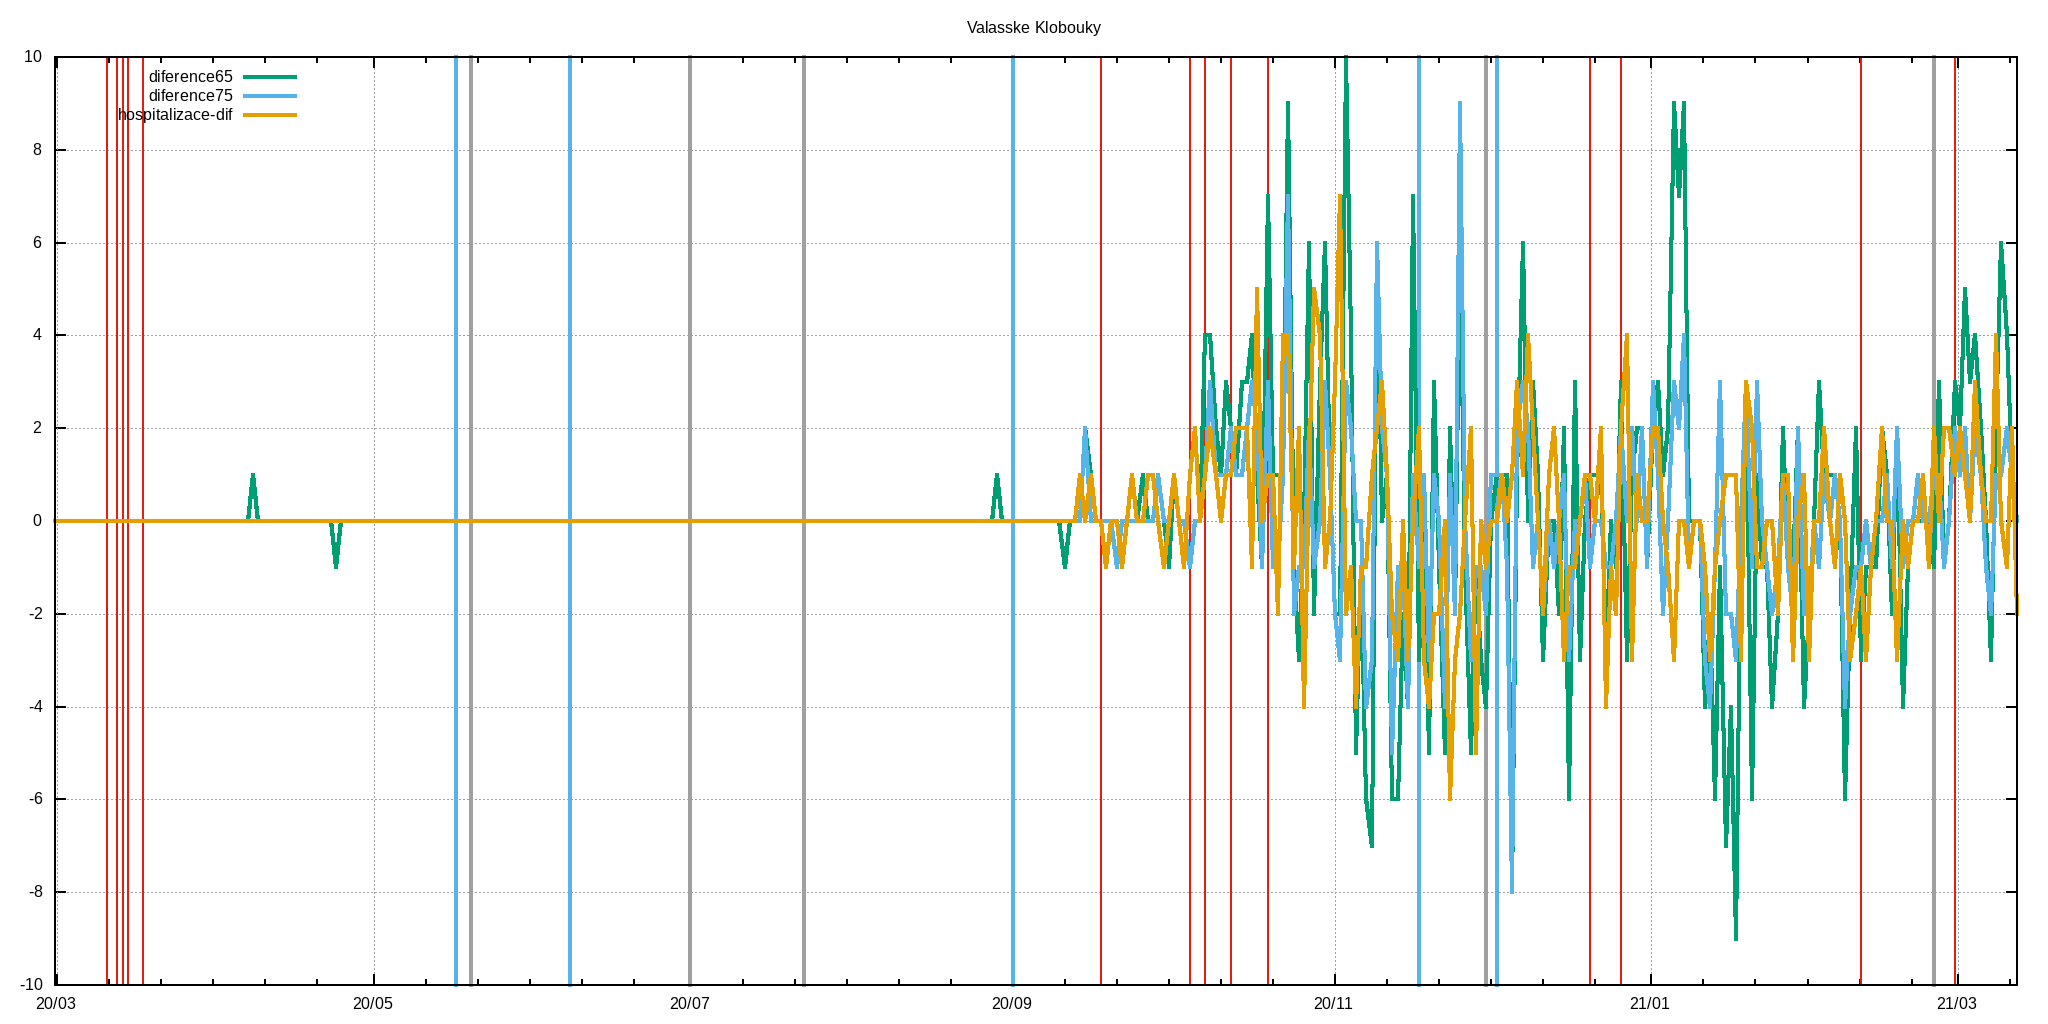 Valasske Klobouky
10
diference65
diference75
hospitalizace-dif
8
6
4
2
0
-2
-4
-6
-8
-10
20/03 20/05 20/07 20/09 20/11 21/01 21/03